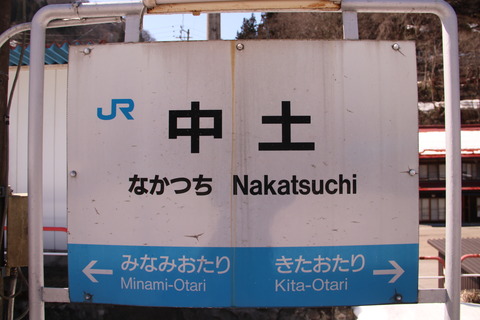 JR
中土
なかつち Nakatsuchi
みなみおたり きたおたり
Minami-Otari Kita-Otari